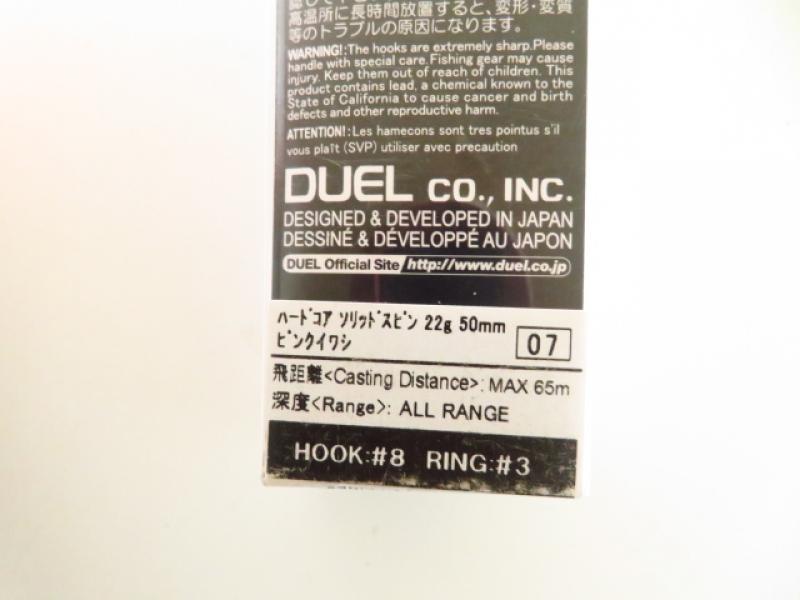 高温所に長時間放置すると、変形・変質
等のトラブルの原因になります。
WARNING!:The hooks are extremely sharp.Please
handle with special care. Fishing gear may cause
injury. Keep them out of reach of children. This
product contains lead, a chemical known to the
State of California to cause cancer and birth
defects and other reproductive harm.
ATTENTION!:Les hamecons sont tres pointus s'il
vous plaît (SVP) utiliser avec precaution
DUEL CO., INC.
DESIGNED & DEVELOPED IN JAPAN
DESSINÉ & DÉVELOPPÉ AU JAPON
DUEL Official Site http://www.duel.co.jp
ﾊｰﾄﾞｺｱ ｿﾘｯﾄﾞｽﾋﾟﾝ 22g 50mm
ﾋﾟﾝｸｲﾜｼ 07
飛距離<Casting Distance>: MAX 65m
深度<Range>: ALL RANGE
HOOK:#8 RING:#3